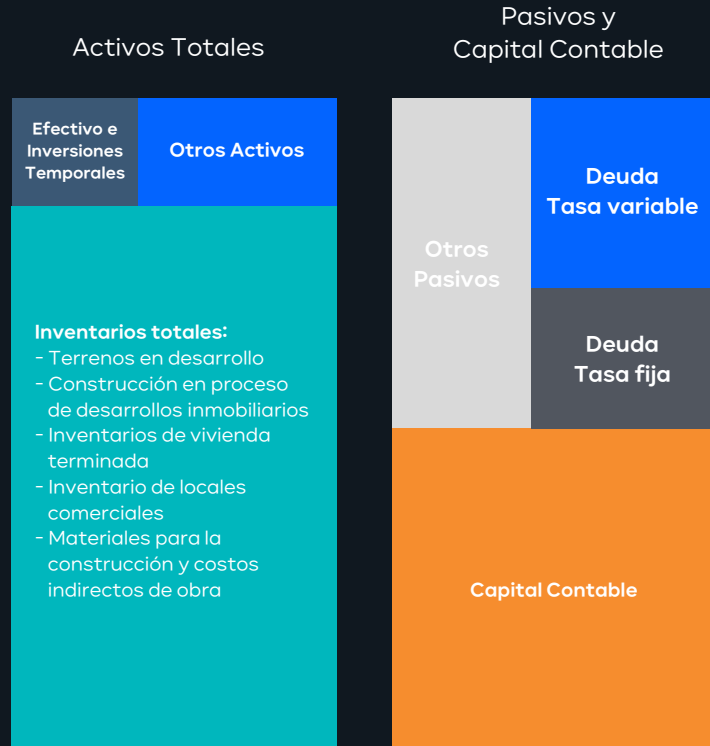 Activos Totales
Efectivo e
Inversiones
Temporales
Otros Activos
Inventarios totales:
- Terrenos en desarrollo
- Construcción en proceso
de desarrollos inmobiliarios
- Inventarios de vivienda
terminada
- Inventario de locales
comerciales
- Materiales para la
construcción y costos
indirectos de obra
Pasivos y
Capital Contable
Otros
Pasivos
Deuda
Tasa variable
Deuda
Tasa fija
Capital Contable